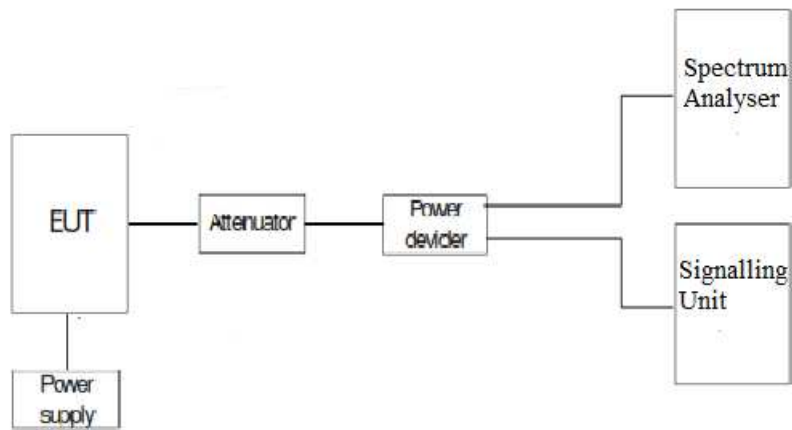 Spectrum
Analyser
EUT
Attenuator
Power
devider
Signalling
Unit
Power
supply